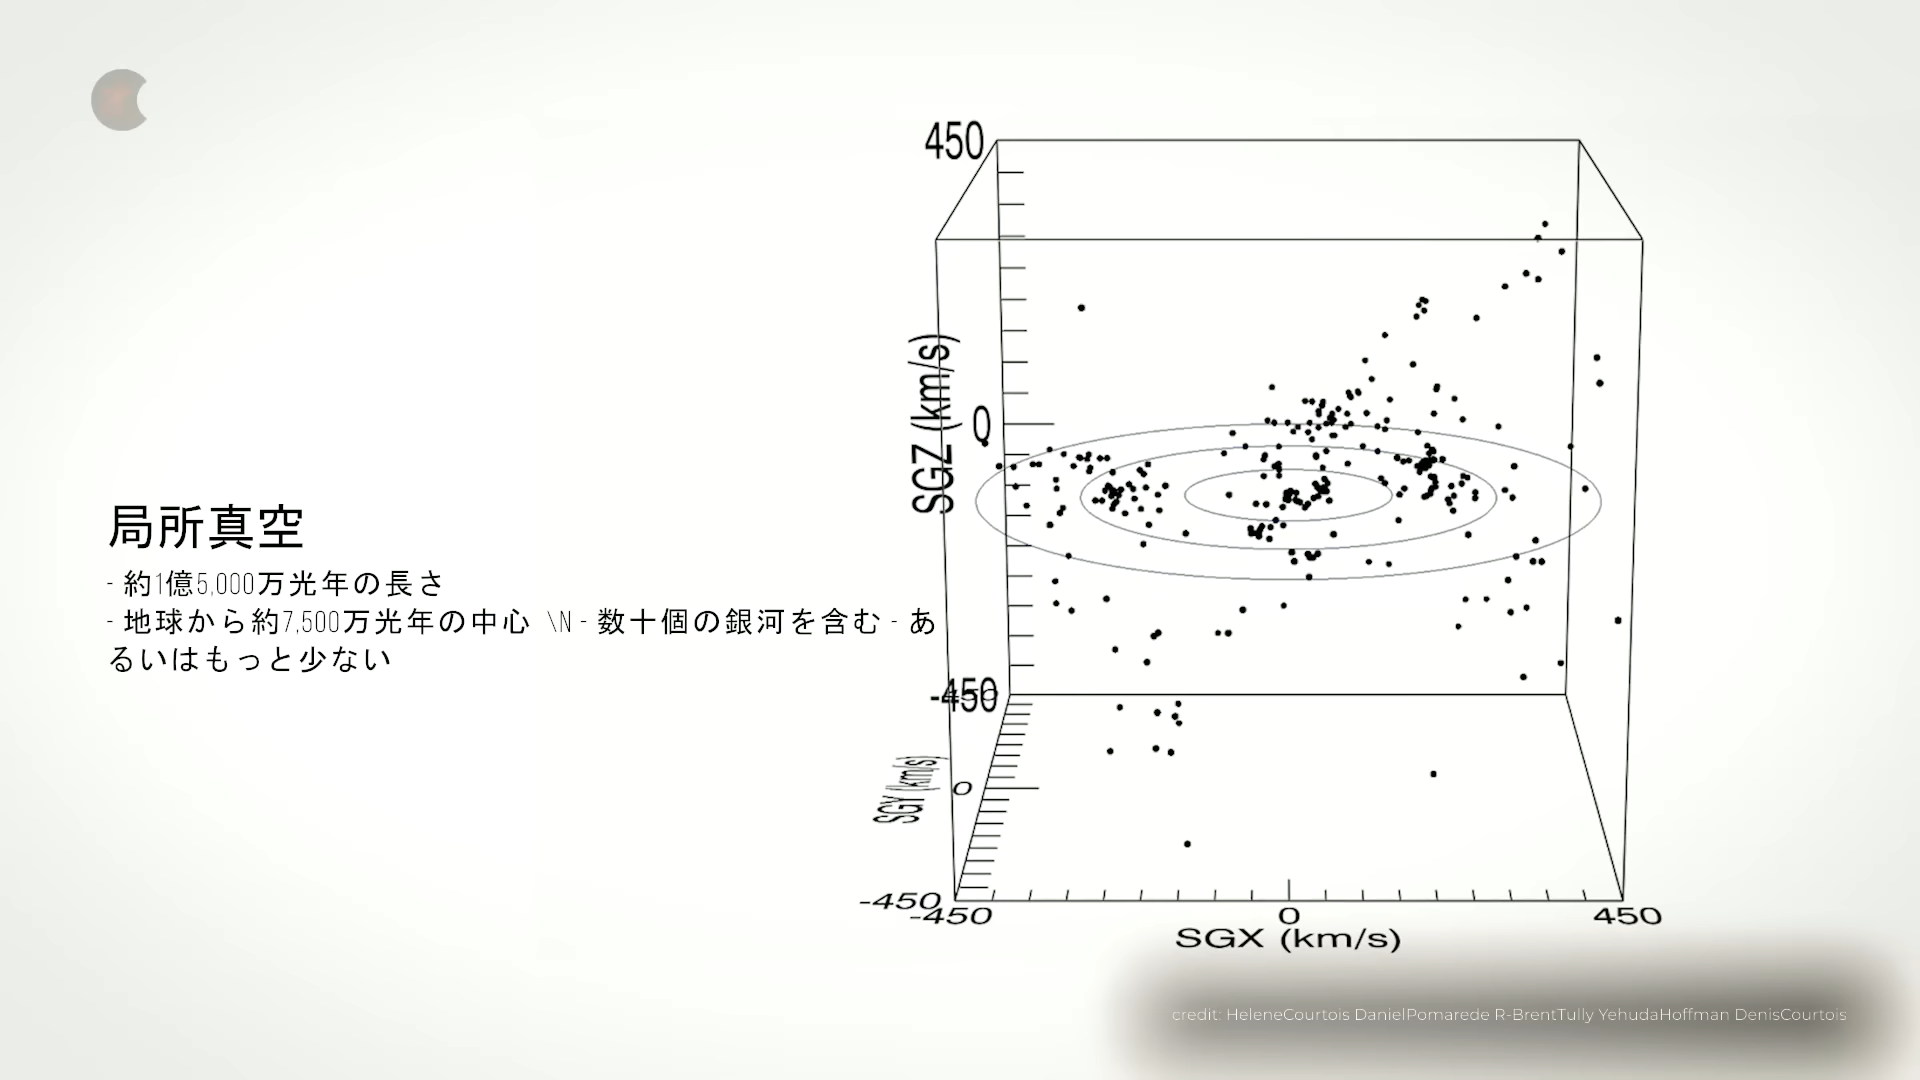 450
SGZ (km/s)
0
局所真空
- 約1億5,000万光年の長さ
- 地球から約7,500万光年の中心 \N - 数十個の銀河を含む - あ
るいはもっと少ない
-450
SGY (km/s)
0
-450
-450
0
450
SGX (km/s)
credit: HeleneCourtois DanielPomarede R-BrentTully YehudaHoffman DenisCourtois